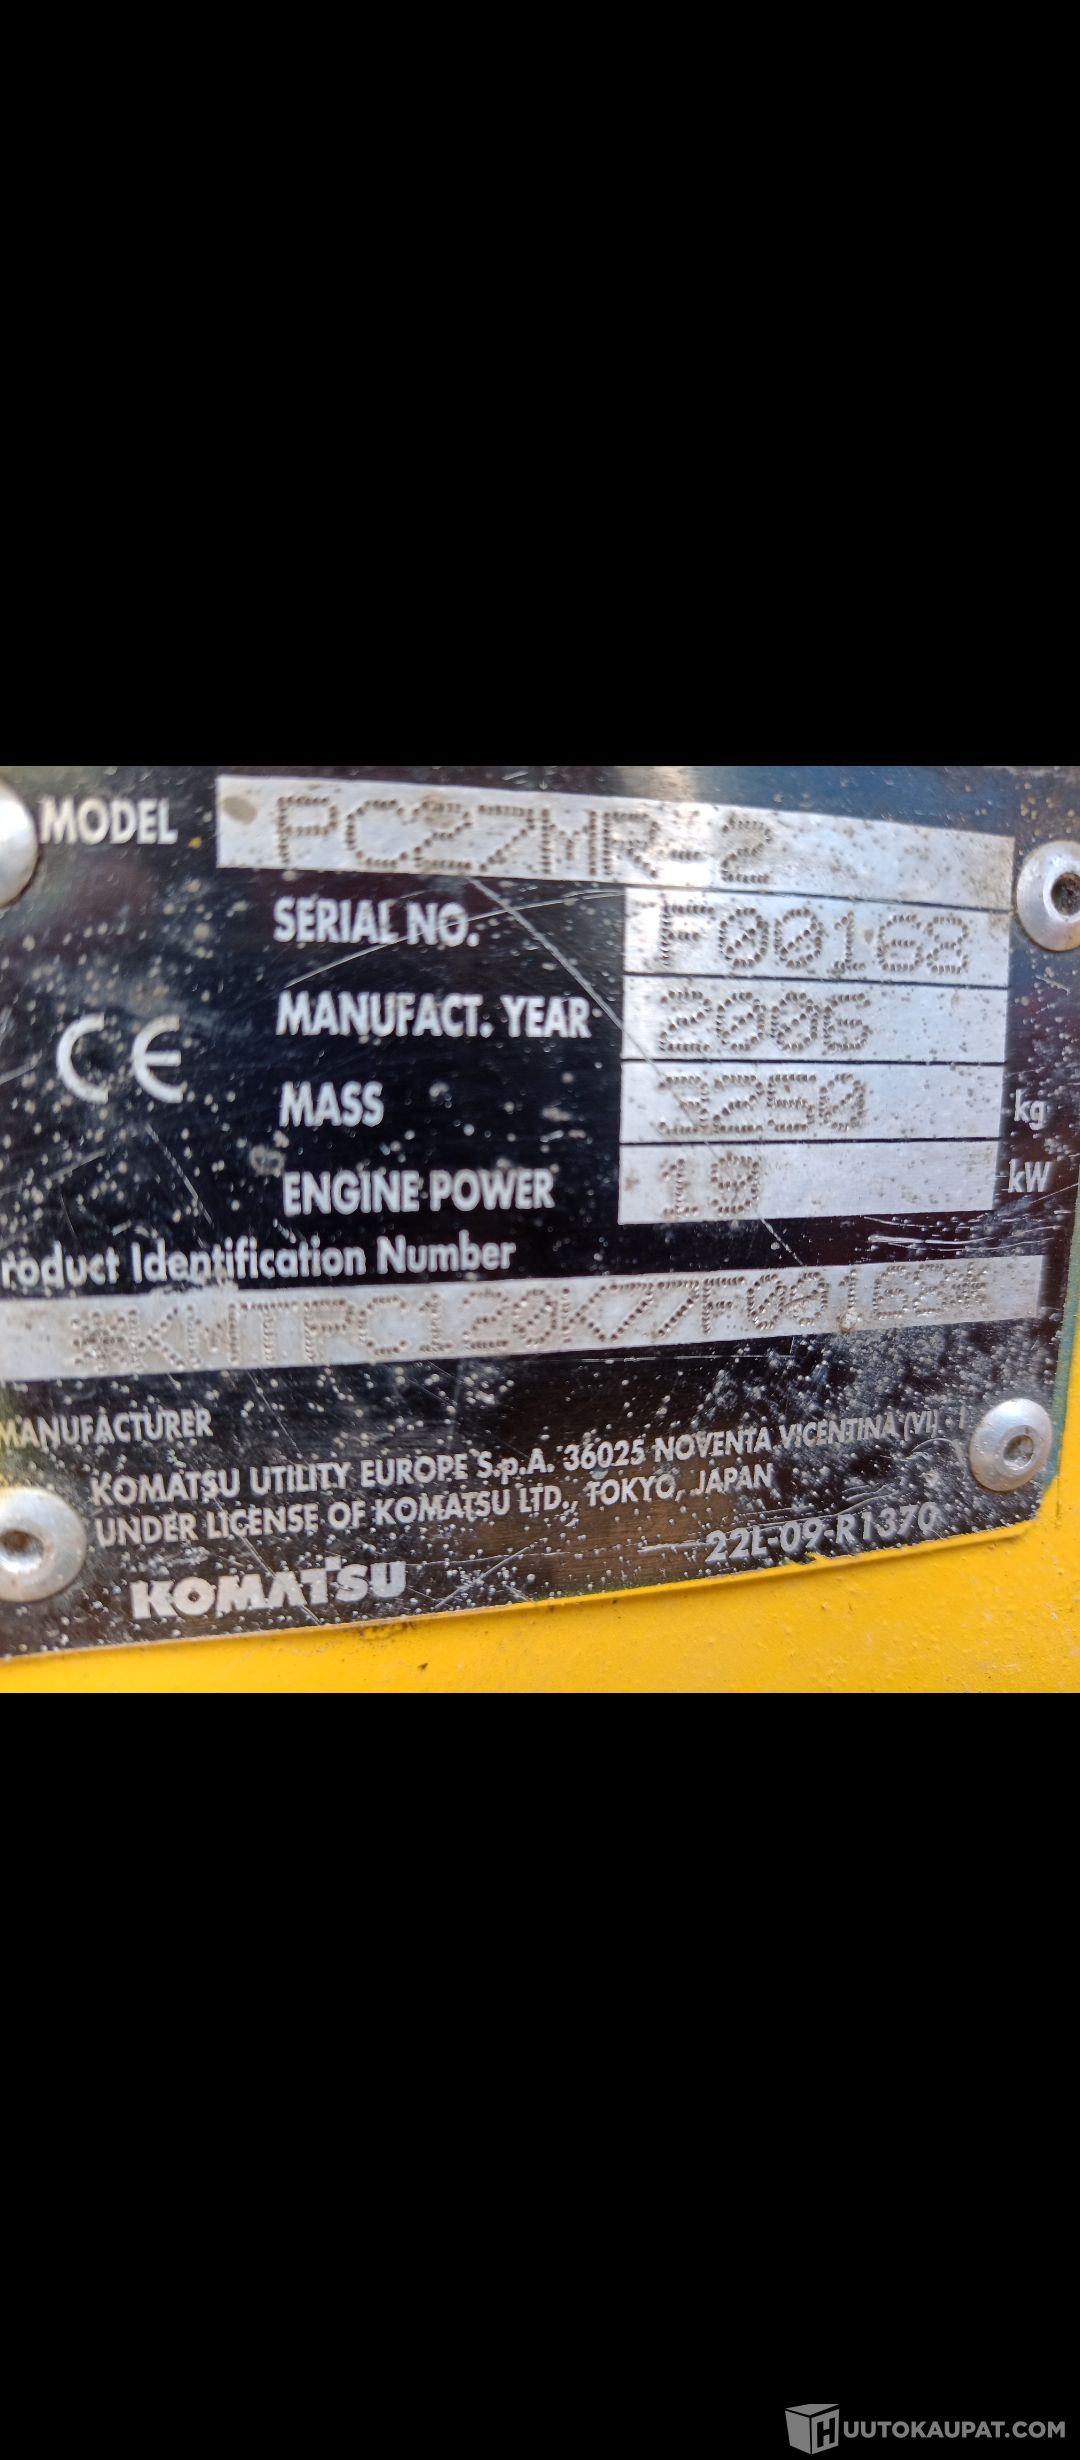 MODEL PC27MR-2
SERIAL NO. F00168
MANUFACT. YEAR 2006
MASS 3250 kg
ENGINE POWER 19 kW
roduct Identification Number
*KMTPC120K77F00168*
MANUFACTURER
KOMATSU UTILITY EUROPE S.p.A. 36025 NOVENTA VICENTINA (VI) - I
UNDER LICENSE OF KOMATSU LTD., TOKYO, JAPAN
KOMATSU 22L-09-R1370
CE
HUUTOKAUPAT.COM